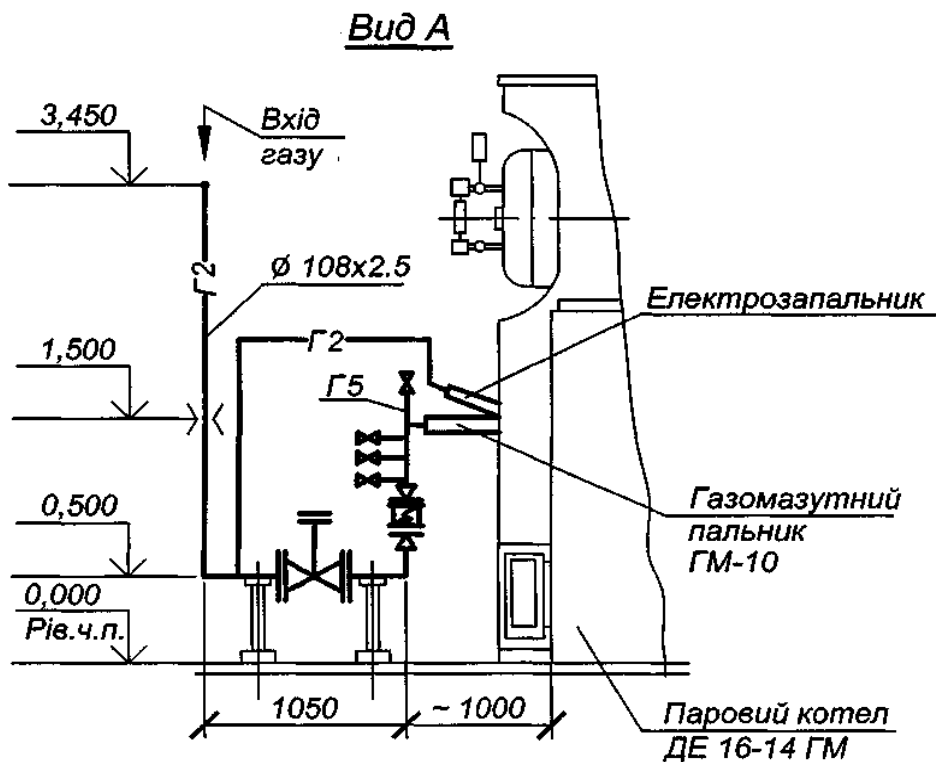 Вид А
3,450
Вхід
газу
Г2
Ø 108х2.5
Електрозапальник
1,500
Г2
Г5
0,500
Газомазутний
пальник
ГМ-10
0,000
Рів.ч.п.
1050
~ 1000
Паровий котел
ДЕ 16-14 ГМ